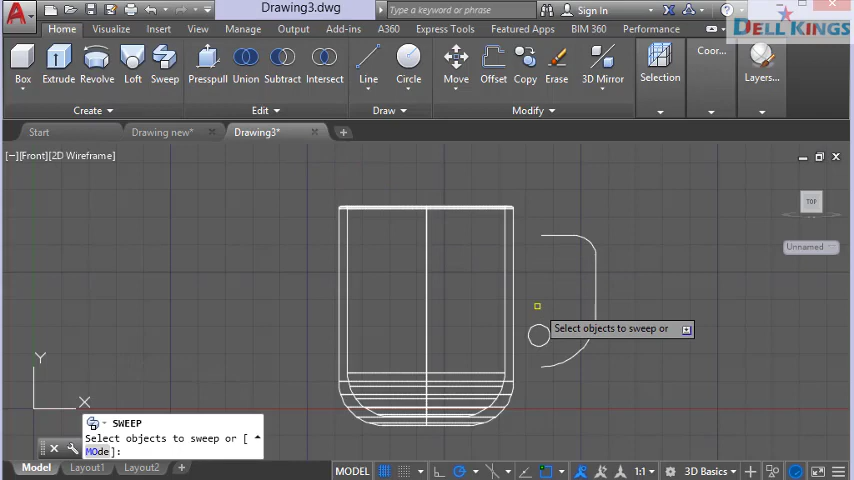 Drawing3.dwg
Type a keyword or phrase
Sign In
DELL KINGS
Home Visualize Insert View Manage Output Add-ins A360 Express Tools Featured Apps BIM 360 Performance
Box Extrude Revolve Loft Sweep Presspull Union Subtract Intersect Line Circle Move Offset Copy Erase 3D Mirror Selection Coor... Layers...
Create Edit Draw Modify
Start Drawing new* Drawing3*
[−][Front][2D Wireframe]
TOP
Unnamed
Select objects to sweep or
Y
X
SWEEP
Select objects to sweep or [
MOde]:
Model Layout1 Layout2 MODEL 1:1 3D Basics